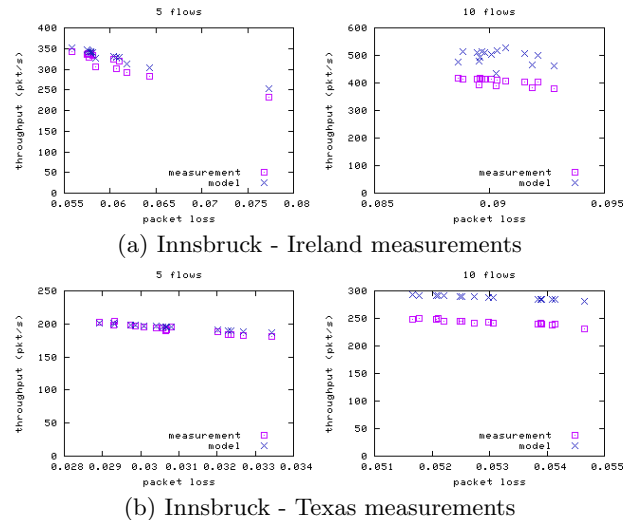 5 flows
10 flows
throughput (pkt/s)
400
350
300
250
200
150
100
50
0
measurement
model
0.055 0.06 0.065 0.07 0.075 0.08
packet loss
throughput (pkt/s)
600
500
400
300
200
100
0
measurement
model
0.085 0.09 0.095
packet loss
(a) Innsbruck - Ireland measurements
5 flows
10 flows
throughput (pkt/s)
250
200
150
100
50
0
measurement
model
0.028 0.029 0.03 0.031 0.032 0.033 0.034
packet loss
throughput (pkt/s)
300
250
200
150
100
50
0
measurement
model
0.051 0.052 0.053 0.054 0.055
packet loss
(b) Innsbruck - Texas measurements